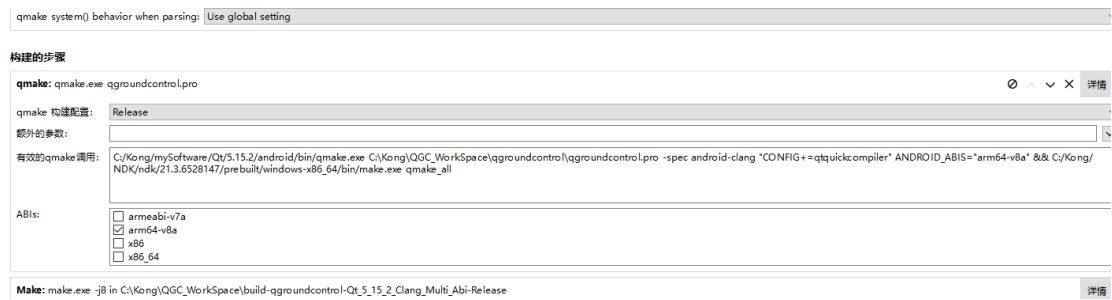 qmake system() behavior when parsing: Use global setting
构建的步骤
qmake: qmake.exe qgroundcontrol.pro 详情
qmake 构建配置: Release
额外的参数:
有效的qmake调用: C:/Kong/mySoftware/Qt/5.15.2/android/bin/qmake.exe C:\Kong\QGC_WorkSpace\qgroundcontrol\qgroundcontrol.pro -spec android-clang "CONFIG+=qtquickcompiler" ANDROID_ABIS="arm64-v8a" && C:/Kong/
NDK/ndk/21.3.6528147/prebuilt/windows-x86_64/bin/make.exe qmake_all
ABIs: armeabi-v7a
arm64-v8a
x86
x86_64
Make: make.exe -j8 in C:\Kong\QGC_WorkSpace\build-qgroundcontrol-Qt_5_15_2_Clang_Multi_Abi-Release 详情